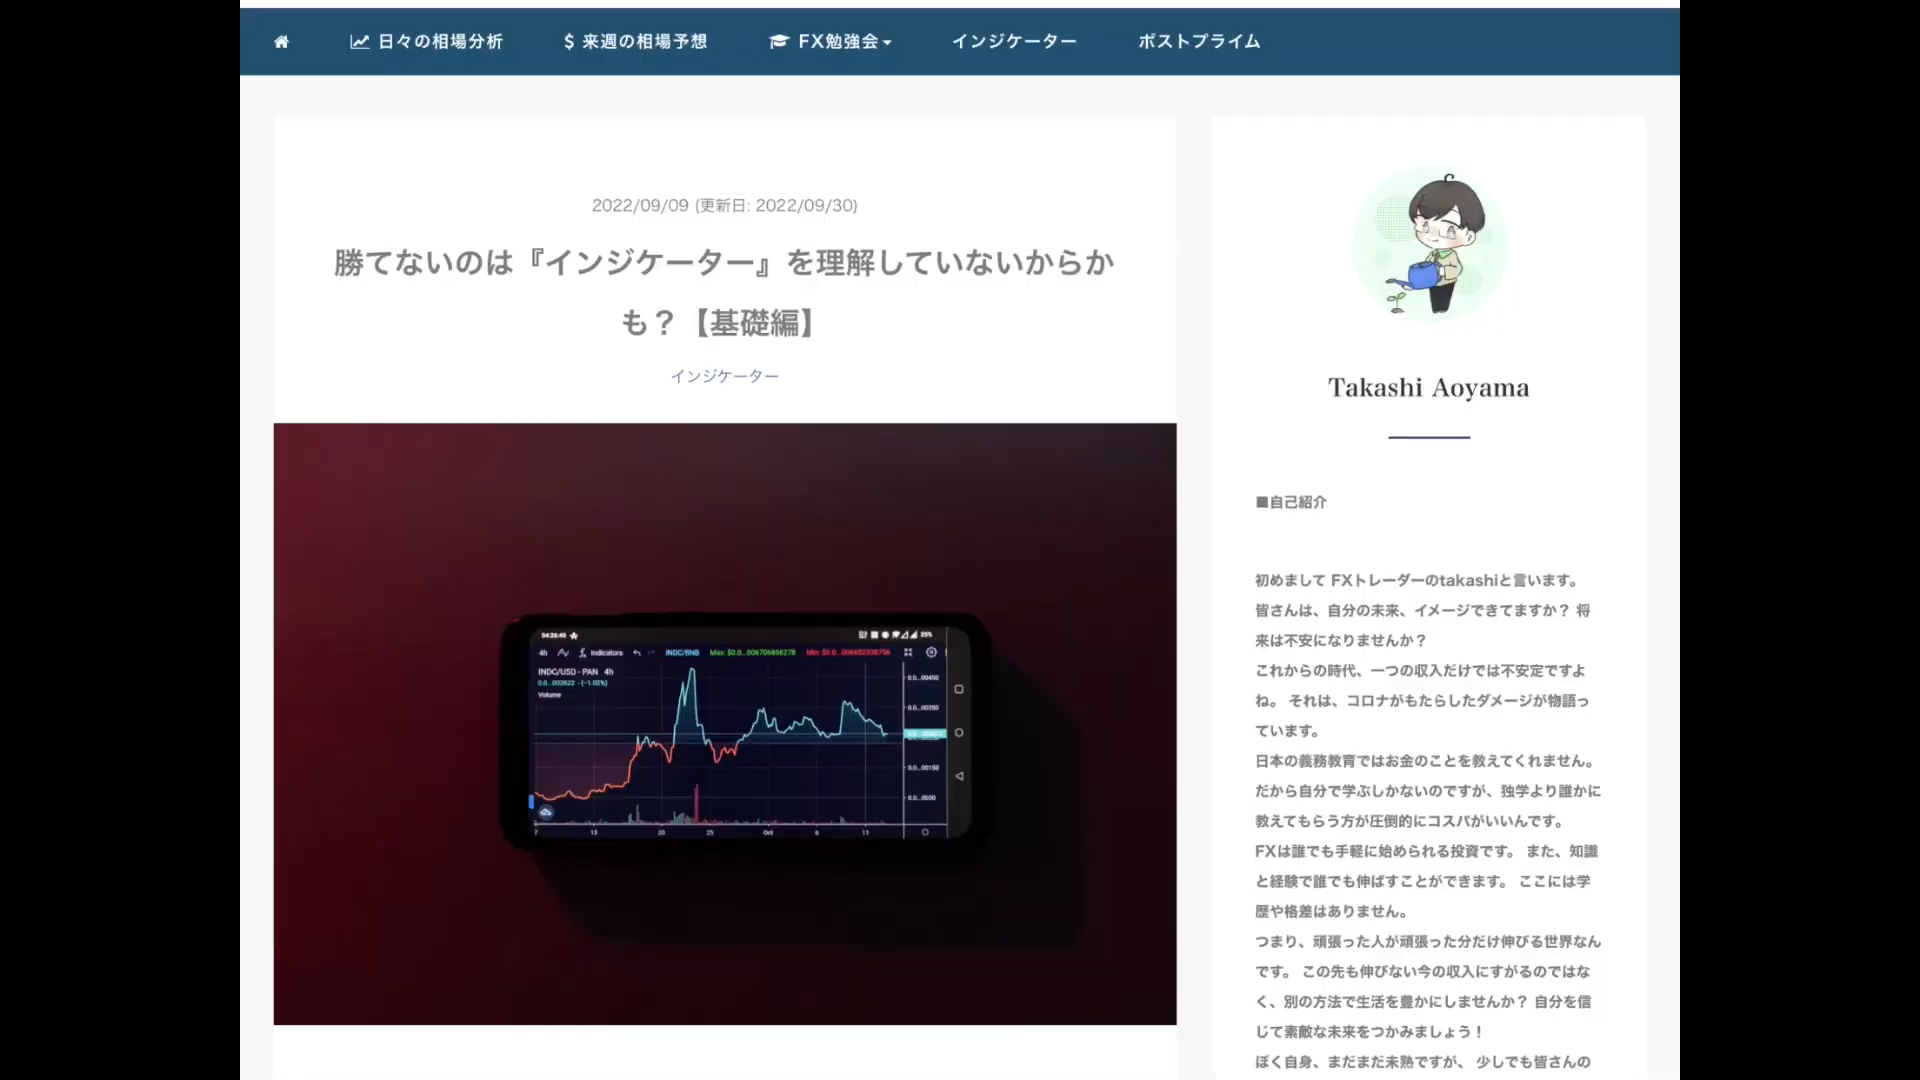 日々の相場分析 $ 来週の相場予想 FX勉強会 インジケーター ポストプライム
2022/09/09 (更新日: 2022/09/30)
勝てないのは『インジケーター』を理解していないからか
も？【基礎編】
インジケーター
04:26:40 25%
4h Indicators INDC/BNB
INDC/USD - PAN 4h
Volume
7 13 20 25 Oct 6 11
Takashi Aoyama
■自己紹介
初めまして FXトレーダーのtakashiと言います。
皆さんは、自分の未来、イメージできてますか？ 将
来は不安になりませんか？
これからの時代、一つの収入だけでは不安定ですよ
ね。 それは、コロナがもたらしたダメージが物語っ
ています。
日本の義務教育ではお金のことを教えてくれません。
だから自分で学ぶしかないのですが、独学より誰かに
教えてもらう方が圧倒的にコスパがいいんです。
FXは誰でも手軽に始められる投資です。 また、知識
と経験で誰でも伸ばすことができます。 ここには学
歴や格差はありません。
つまり、頑張った人が頑張った分だけ伸びる世界なん
です。 この先も伸びない今の収入にすがるのではな
く、別の方法で生活を豊かにしませんか？ 自分を信
じて素敵な未来をつかみましょう！
ぼく自身、まだまだ未熟ですが、 少しでも皆さんの